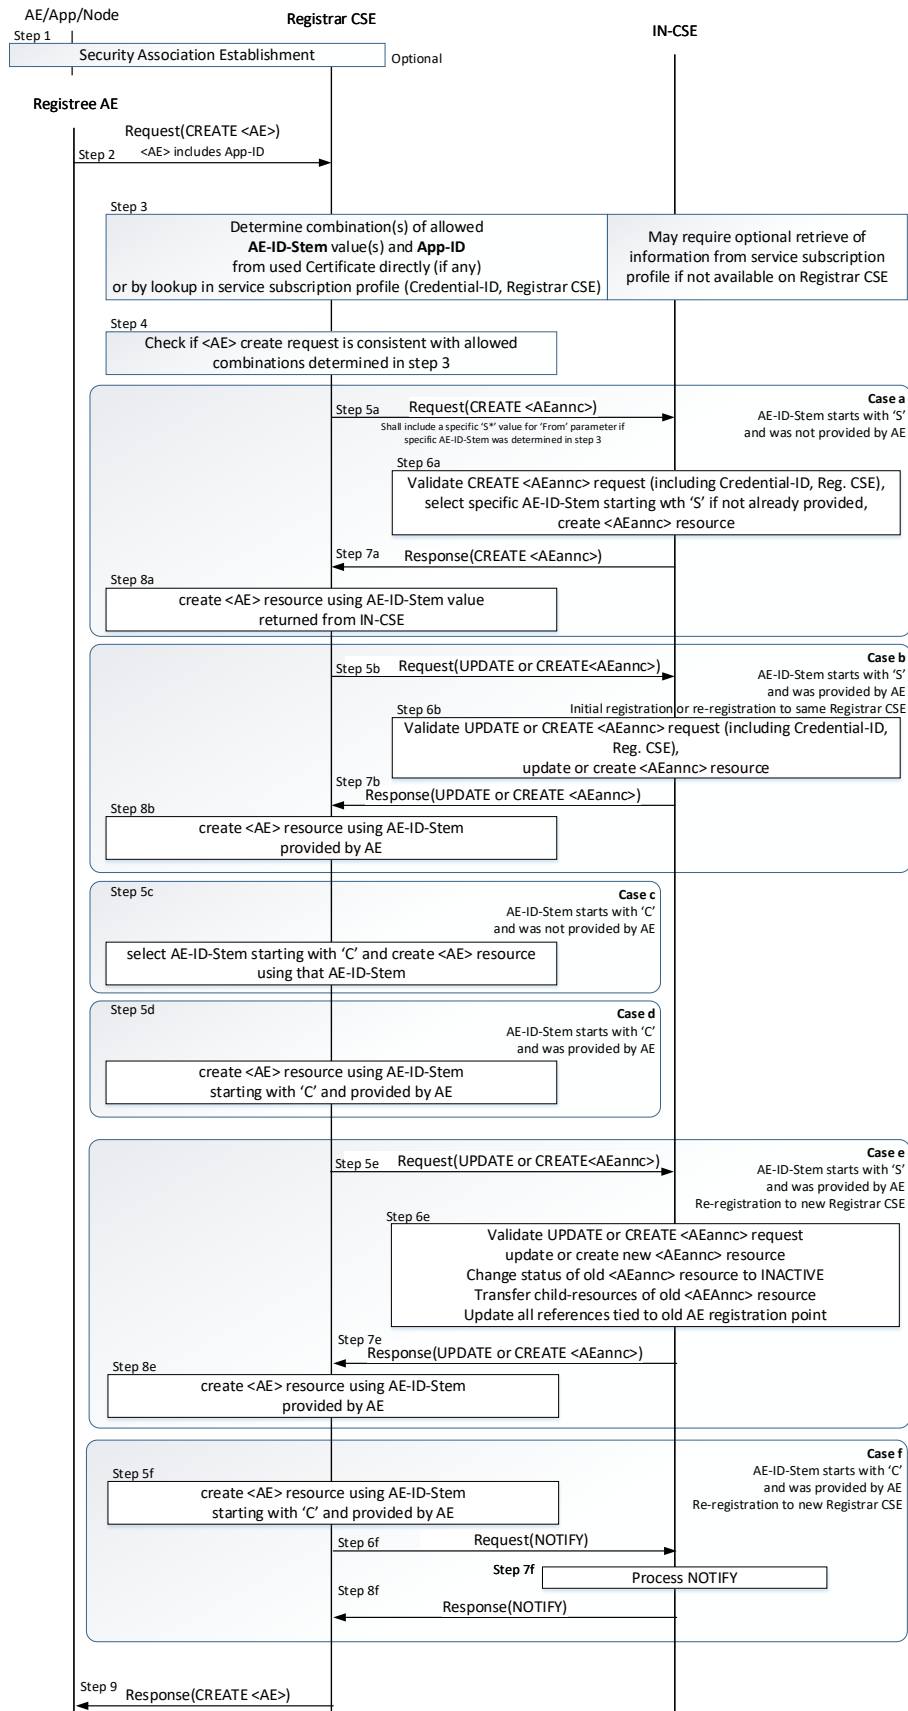 AE/App/Node
Registrar CSE
IN-CSE
Step 1
Security Association Establishment
Optional
Registree AE
Request(CREATE <AE>)
Step 2
<AE> includes App-ID
Step 3
Determine combination(s) of allowed
AE-ID-Stem value(s) and App-ID
from used Certificate directly (if any)
or by lookup in service subscription profile (Credential-ID, Registrar CSE)
May require optional retrieve of
information from service subscription
profile if not available on Registrar CSE
Step 4
Check if <AE> create request is consistent with allowed
combinations determined in step 3
Case a
AE-ID-Stem starts with ‘S’
and was not provided by AE
Step 5a
Request(CREATE <AEannc>)
Shall include a specific ‘S*’ value for ‘From’ parameter if
specific AE-ID-Stem was determined in step 3
Step 6a
Validate CREATE <AEannc> request (including Credential-ID, Reg. CSE),
select specific AE-ID-Stem starting wth ‘S’ if not already provided,
create <AEannc> resource
Step 7a
Response(CREATE <AEannc>)
Step 8a
create <AE> resource using AE-ID-Stem value
returned from IN-CSE
Case b
AE-ID-Stem starts with ‘S’
and was provided by AE
Initial registration or re-registration to same Registrar CSE
Step 5b
Request(UPDATE or CREATE<AEannc>)
Step 6b
Validate UPDATE or CREATE <AEannc> request (including Credential-ID,
Reg. CSE),
update or create <AEannc> resource
Step 7b
Response(UPDATE or CREATE <AEannc>)
Step 8b
create <AE> resource using AE-ID-Stem
provided by AE
Step 5c
Case c
AE-ID-Stem starts with ‘C’
and was not provided by AE
select AE-ID-Stem starting with ‘C’ and create <AE> resource
using that AE-ID-Stem
Step 5d
Case d
AE-ID-Stem starts with ‘C’
and was provided by AE
create <AE> resource using AE-ID-Stem
starting with ‘C’ and provided by AE
Case e
AE-ID-Stem starts with ‘S’
and was provided by AE
Re-registration to new Registrar CSE
Step 5e
Request(UPDATE or CREATE<AEannc>)
Step 6e
Validate UPDATE or CREATE <AEannc> request
update or create new <AEannc> resource
Change status of old <AEannc> resource to INACTIVE
Transfer child-resources of old <AEAnnc> resource
Update all references tied to old AE registration point
Step 7e
Response(UPDATE or CREATE <AEannc>)
Step 8e
create <AE> resource using AE-ID-Stem
provided by AE
Case f
AE-ID-Stem starts with ‘C’
and was provided by AE
Re-registration to new Registrar CSE
Step 5f
create <AE> resource using AE-ID-Stem
starting with ‘C’ and provided by AE
Step 6f
Request(NOTIFY)
Step 7f
Process NOTIFY
Step 8f
Response(NOTIFY)
Step 9
Response(CREATE <AE>)